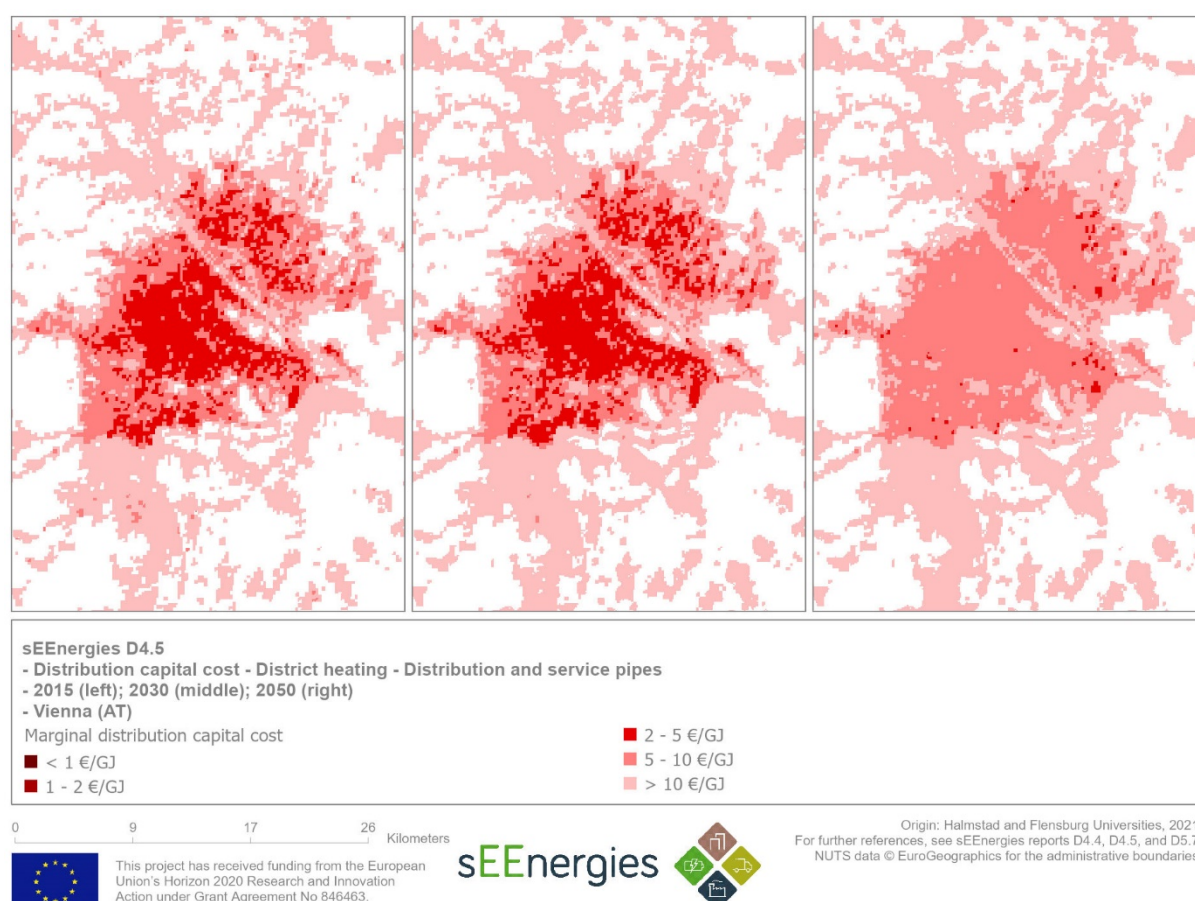 sEEnergies D4.5
- Distribution capital cost - District heating - Distribution and service pipes
- 2015 (left); 2030 (middle); 2050 (right)
- Vienna (AT)
Marginal distribution capital cost
< 1 €/GJ
1 - 2 €/GJ
2 - 5 €/GJ
5 - 10 €/GJ
> 10 €/GJ
0 9 17 26
Kilometers
This project has received funding from the European
Union's Horizon 2020 Research and Innovation
Action under Grant Agreement No 846463.
sEEnergies
Origin: Halmstad and Flensburg Universities, 2021
For further references, see sEEnergies reports D4.4, D4.5, and D5.7
NUTS data © EuroGeographics for the administrative boundaries